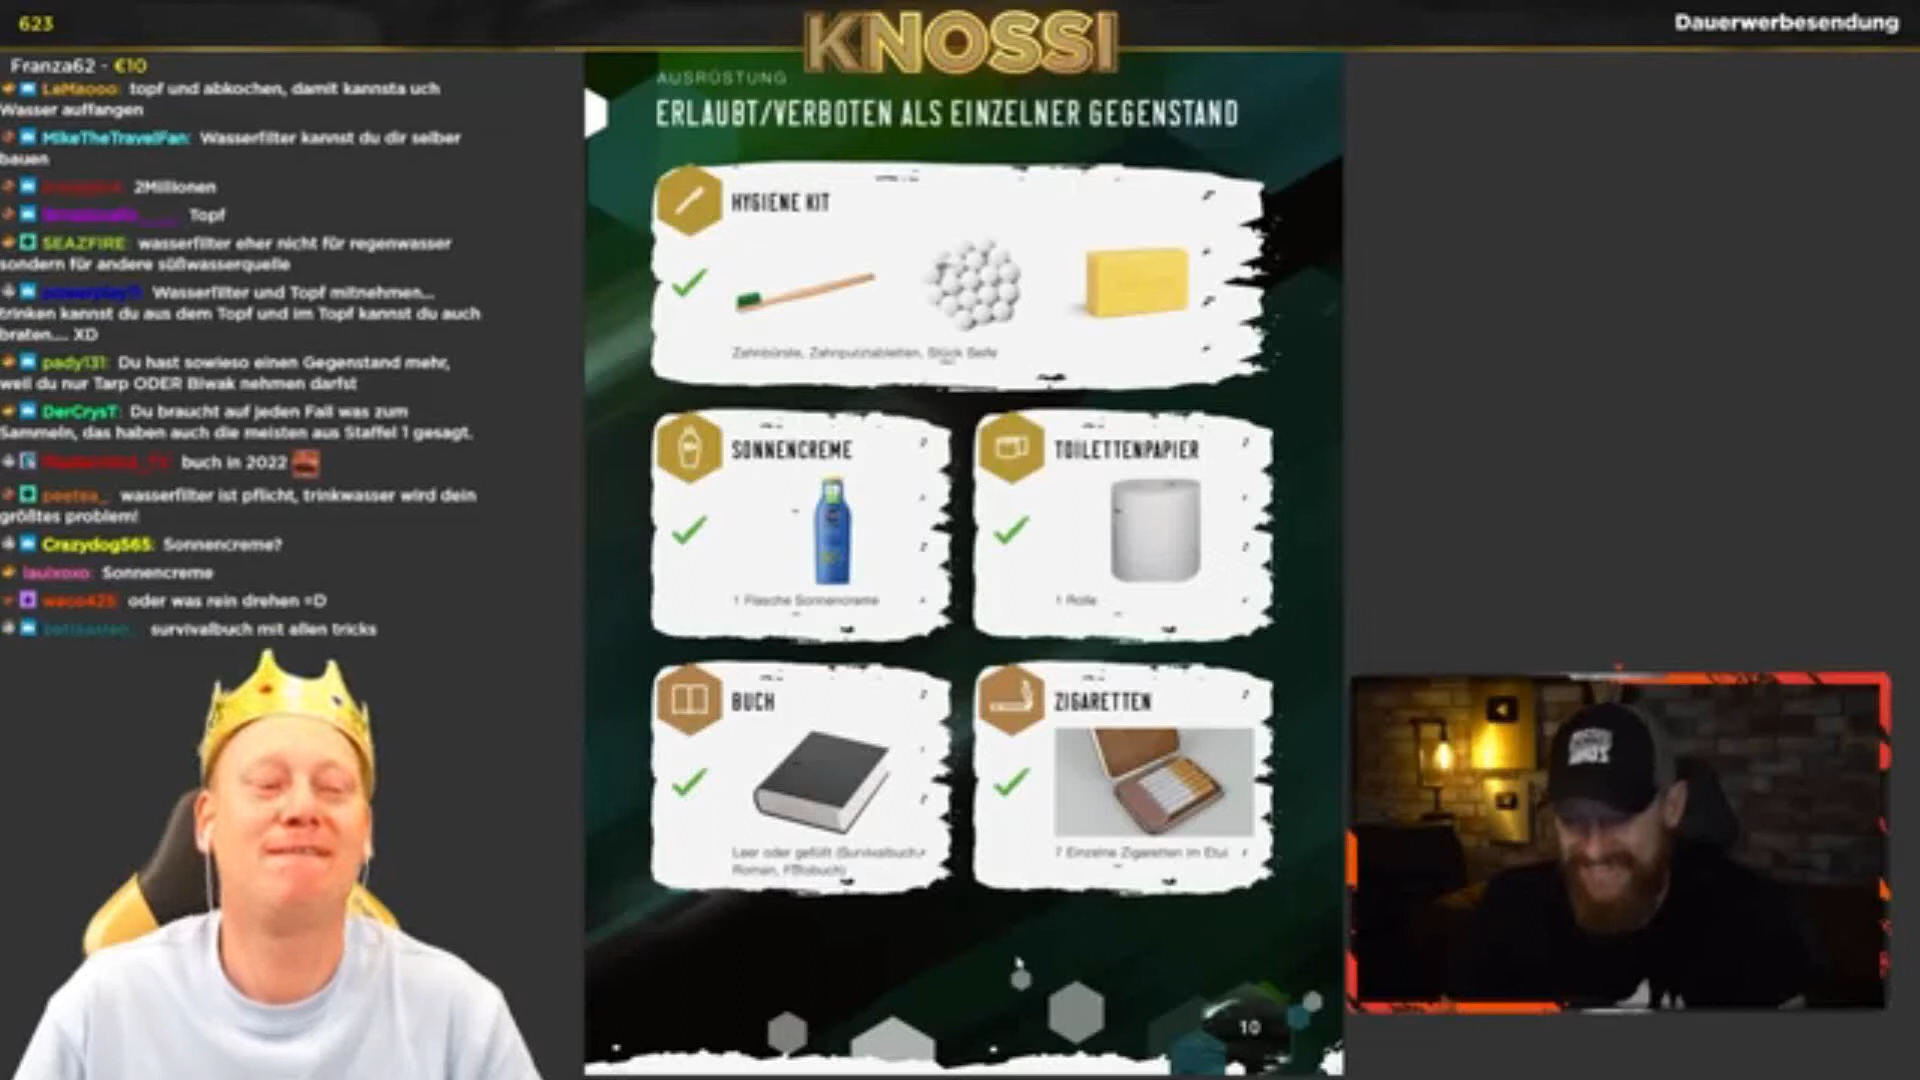 623
KNOSSI
Dauerwerbesendung
Franza62 - €10
LeMaooo: topf und abkochen, damit kannsta uch
Wasser auffangen
MikeTheTravelFan: Wasserfilter kannst du dir selber
bauen
2Millionen
Topf
SEAZFIRE: wasserfilter eher nicht für regenwasser
sondern für andere süßwasserquelle
Wasserfilter und Topf mitnehmen...
trinken kannst du aus dem Topf und im Topf kannst du auch
braten.... XD
pady131: Du hast sowieso einen Gegenstand mehr,
weil du nur Tarp ODER Biwak nehmen darfst
DerCrysT: Du braucht auf jeden Fall was zum
Sammeln, das haben auch die meisten aus Staffel 1 gesagt.
buch in 2022
peetea_ wasserfilter ist pflicht, trinkwasser wird dein
größtes problem!
Crazydog565: Sonnencreme?
lauixoxo: Sonnencreme
waco425: oder was rein drehen =D
survivalbuch mit allen tricks
AUSRÜSTUNG
ERLAUBT/VERBOTEN ALS EINZELNER GEGENSTAND
HYGIENE KIT
Zahnbürste, Zahnputztabletten, Stück Seife
SONNENCREME
1 Flasche Sonnencreme
TOILETTENPAPIER
1 Rolle
BUCH
Leer oder gefüllt (Survivalbuch,
Roman, Fotobuch)
ZIGARETTEN
7 Einzelne Zigaretten im Etui
10